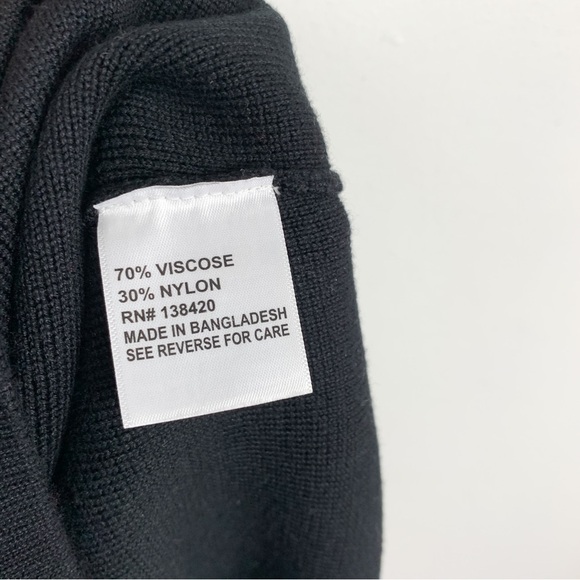 70% VISCOSE
30% NYLON
RN# 138420
MADE IN BANGLADESH
SEE REVERSE FOR CARE